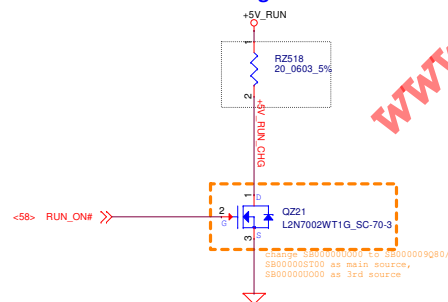 +5V_RUN
1
RZ518
20_0603_5%
2
+5V_RUN_CHG
1
D
<58> RUN_ON#
2
G
QZ21
L2N7002WT1G_SC-70-3
3
S
change SB000000U00 to SB000009Q80/
SB00000ST00 as main source,
SB00000UO00 as 3rd source